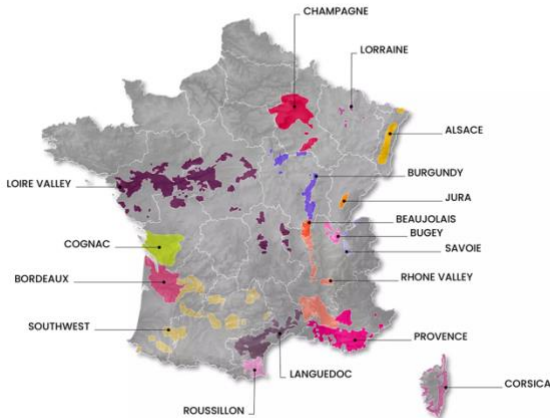 CHAMPAGNE
LORRAINE
ALSACE
BURGUNDY
LOIRE VALLEY
JURA
BEAUJOLAIS
BUGEY
COGNAC
SAVOIE
BORDEAUX
RHONE VALLEY
SOUTHWEST
PROVENCE
LANGUEDOC
CORSICA
ROUSSILLON